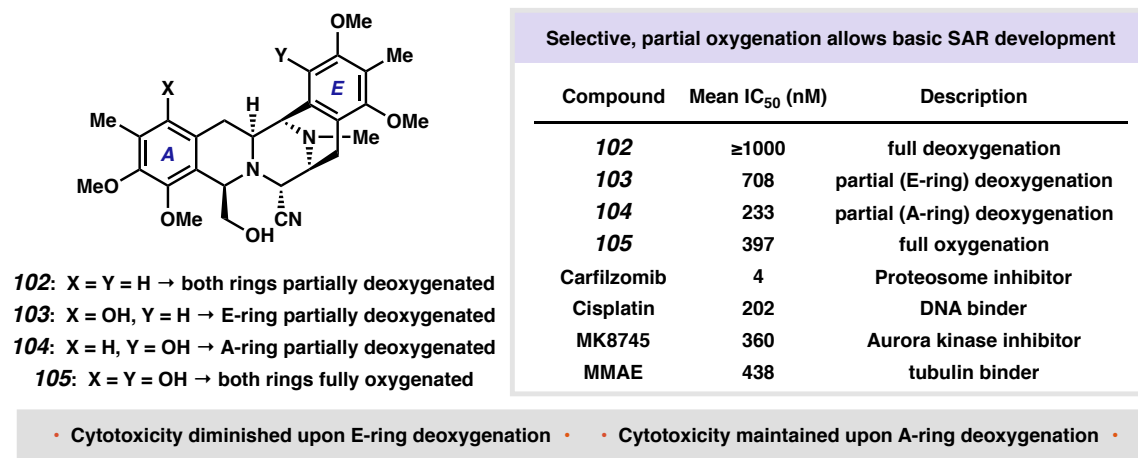 OMe
Y
Me
X
H
E
Me
N
Me
OMe
A
N
MeO
OMe
CN
OH
102: X = Y = H → both rings partially deoxygenated
103: X = OH, Y = H → E-ring partially deoxygenated
104: X = H, Y = OH → A-ring partially deoxygenated
105: X = Y = OH → both rings fully oxygenated
Selective, partial oxygenation allows basic SAR development
Compound Mean IC50 (nM) Description
102 ≥1000 full deoxygenation
103 708 partial (E-ring) deoxygenation
104 233 partial (A-ring) deoxygenation
105 397 full oxygenation
Carfilzomib 4 Proteosome inhibitor
Cisplatin 202 DNA binder
MK8745 360 Aurora kinase inhibitor
MMAE 438 tubulin binder
• Cytotoxicity diminished upon E-ring deoxygenation • • Cytotoxicity maintained upon A-ring deoxygenation •